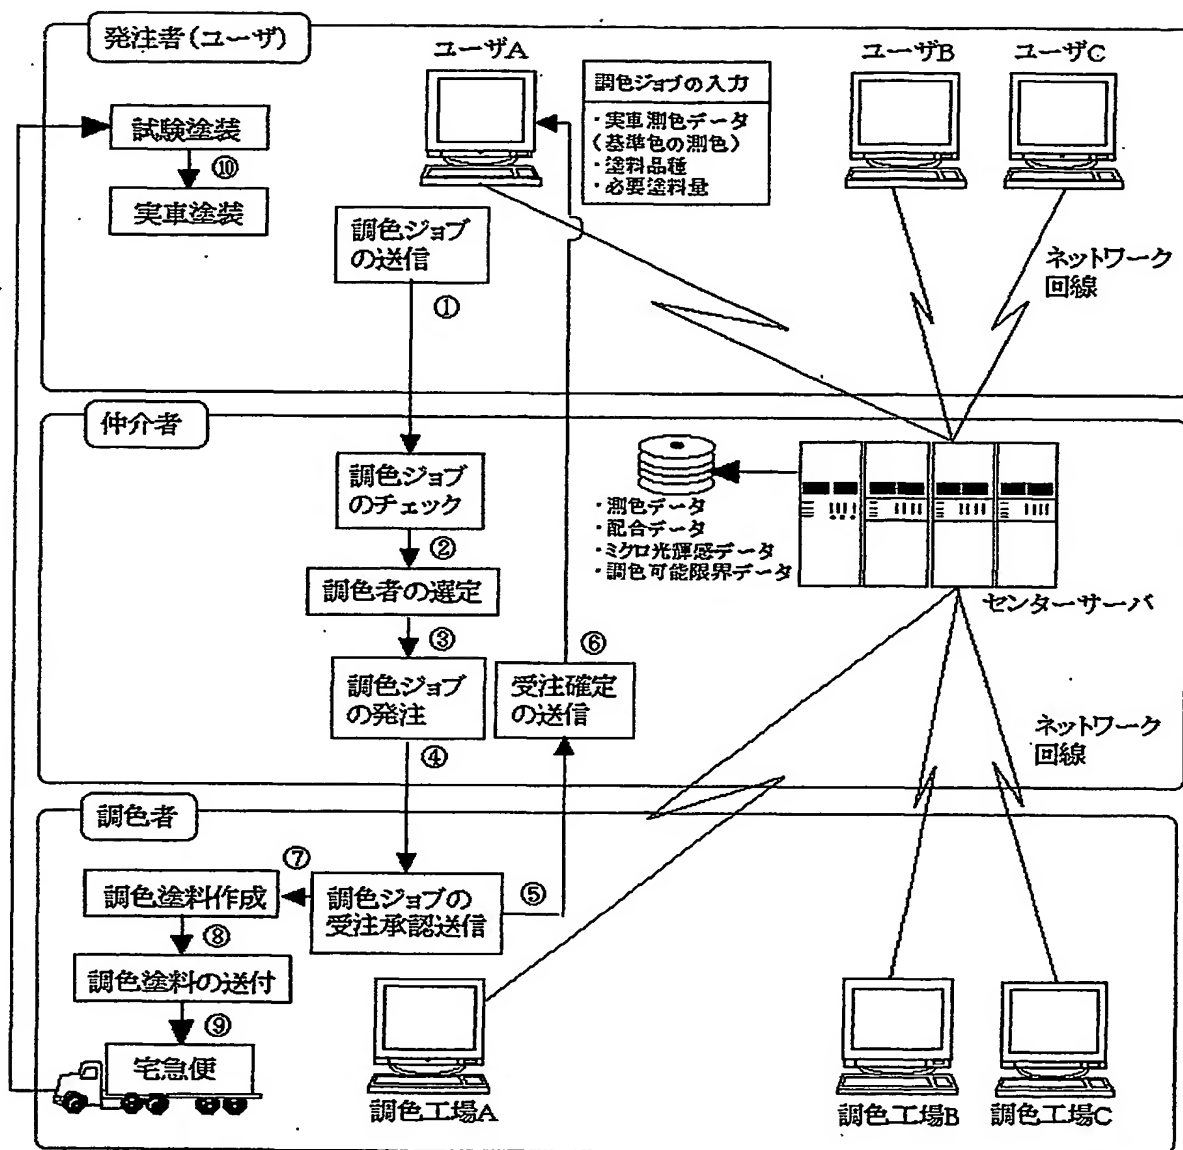 発注者(ユーザ)
ユーザA
ユーザB
ユーザC
調色ジョブの入力
・実車測色データ
(基準色の測色)
・塗料品種
・必要塗料量
試験塗装
⑩
実車塗装
調色ジョブ
の送信
①
ネットワーク
回線
仲介者
調色ジョブ
のチェック
②
調色者の選定
③
調色ジョブ
の発注
④
⑥
受注確定
の送信
・測色データ
・配合データ
・ミクロ光輝感データ
・調色可能限界データ
センターサーバ
ネットワーク
回線
調色者
⑦
調色塗料作成
調色ジョブの
受注承認送信
⑤
⑧
調色塗料の送付
⑨
宅急便
調色工場A
調色工場B
調色工場C